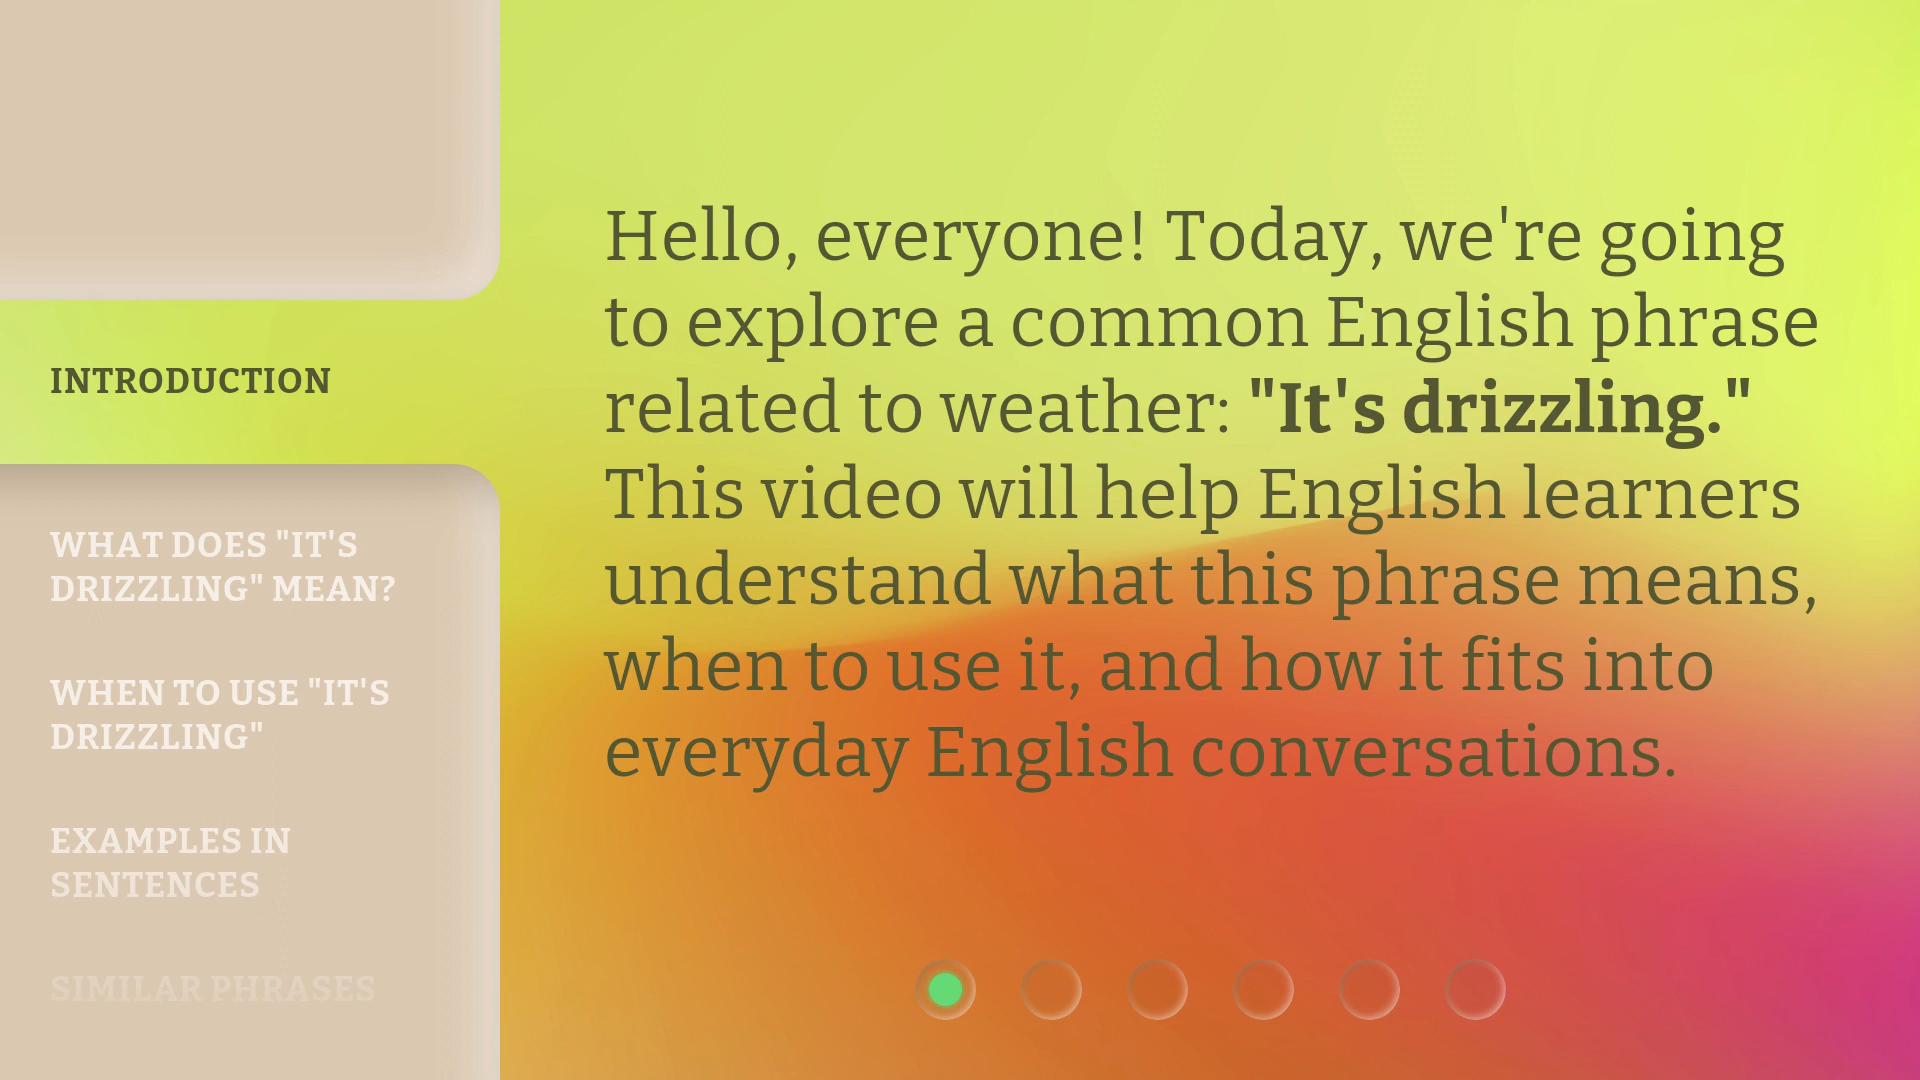 INTRODUCTION
WHAT DOES "IT'S
DRIZZLING" MEAN?
WHEN TO USE "IT'S
DRIZZLING"
EXAMPLES IN
SENTENCES
SIMILAR PHRASES
Hello, everyone! Today, we're going
to explore a common English phrase
related to weather: "It's drizzling."
This video will help English learners
understand what this phrase means,
when to use it, and how it fits into
everyday English conversations.